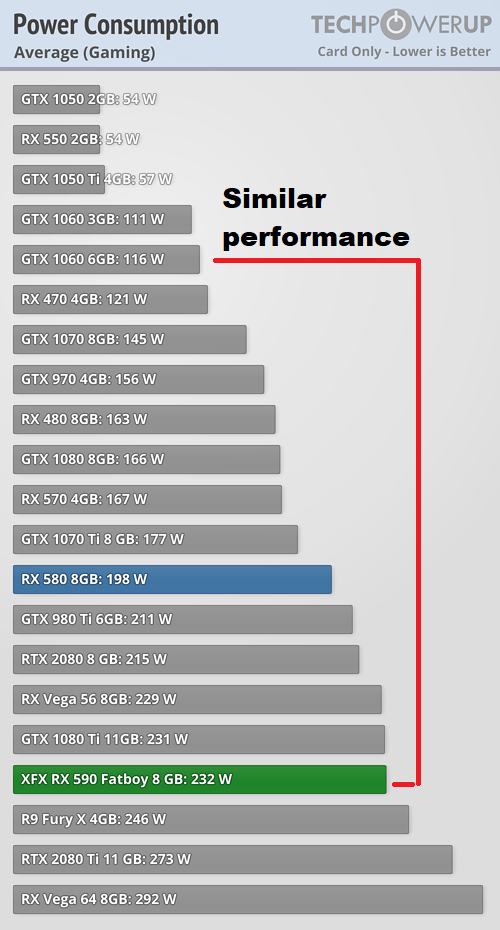 Power Consumption
TECHPOWERUP
Average (Gaming)
Card Only - Lower is Better
GTX 1050 2GB: 54 W
RX 550 2GB: 54 W
GTX 1050 Ti 4GB: 57 W
Similar
performance
GTX 1060 3GB: 111 W
GTX 1060 6GB: 116 W
RX 470 4GB: 121 W
GTX 1070 8GB: 145 W
GTX 970 4GB: 156 W
RX 480 8GB: 163 W
GTX 1080 8GB: 166 W
RX 570 4GB: 167 W
GTX 1070 Ti 8 GB: 177 W
RX 580 8GB: 198 W
GTX 980 Ti 6GB: 211 W
RTX 2080 8 GB: 215 W
RX Vega 56 8GB: 229 W
GTX 1080 Ti 11GB: 231 W
XFX RX 590 Fatboy 8 GB: 232 W
R9 Fury X 4GB: 246 W
RTX 2080 Ti 11 GB: 273 W
RX Vega 64 8GB: 292 W